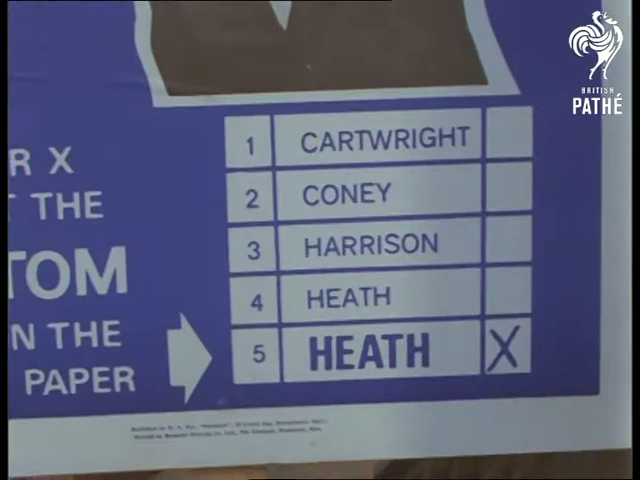 BRITISH
PATHÉ
R X
T THE
TOM
N THE
PAPER
1 CARTWRIGHT
2 CONEY
3 HARRISON
4 HEATH
5 HEATH X